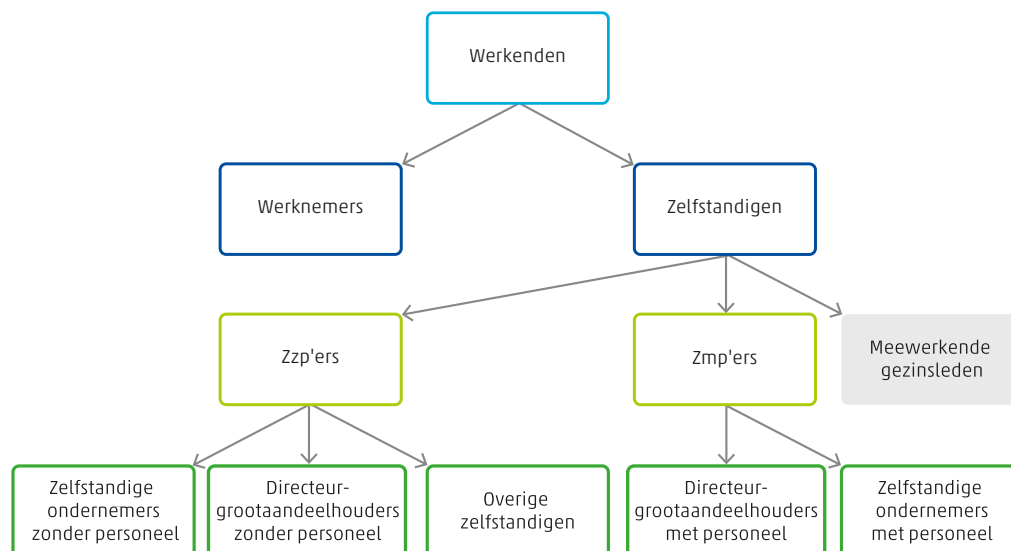 Werkenden
Werknemers
Zelfstandigen
Zzp'ers
Zmp'ers
Meewerkende
gezinsleden
Zelfstandige
ondernemers
zonder personeel
Directeur-
grootaandeelhouders
zonder personeel
Overige
zelfstandigen
Directeur-
grootaandeelhouders
met personeel
Zelfstandige
ondernemers
met personeel